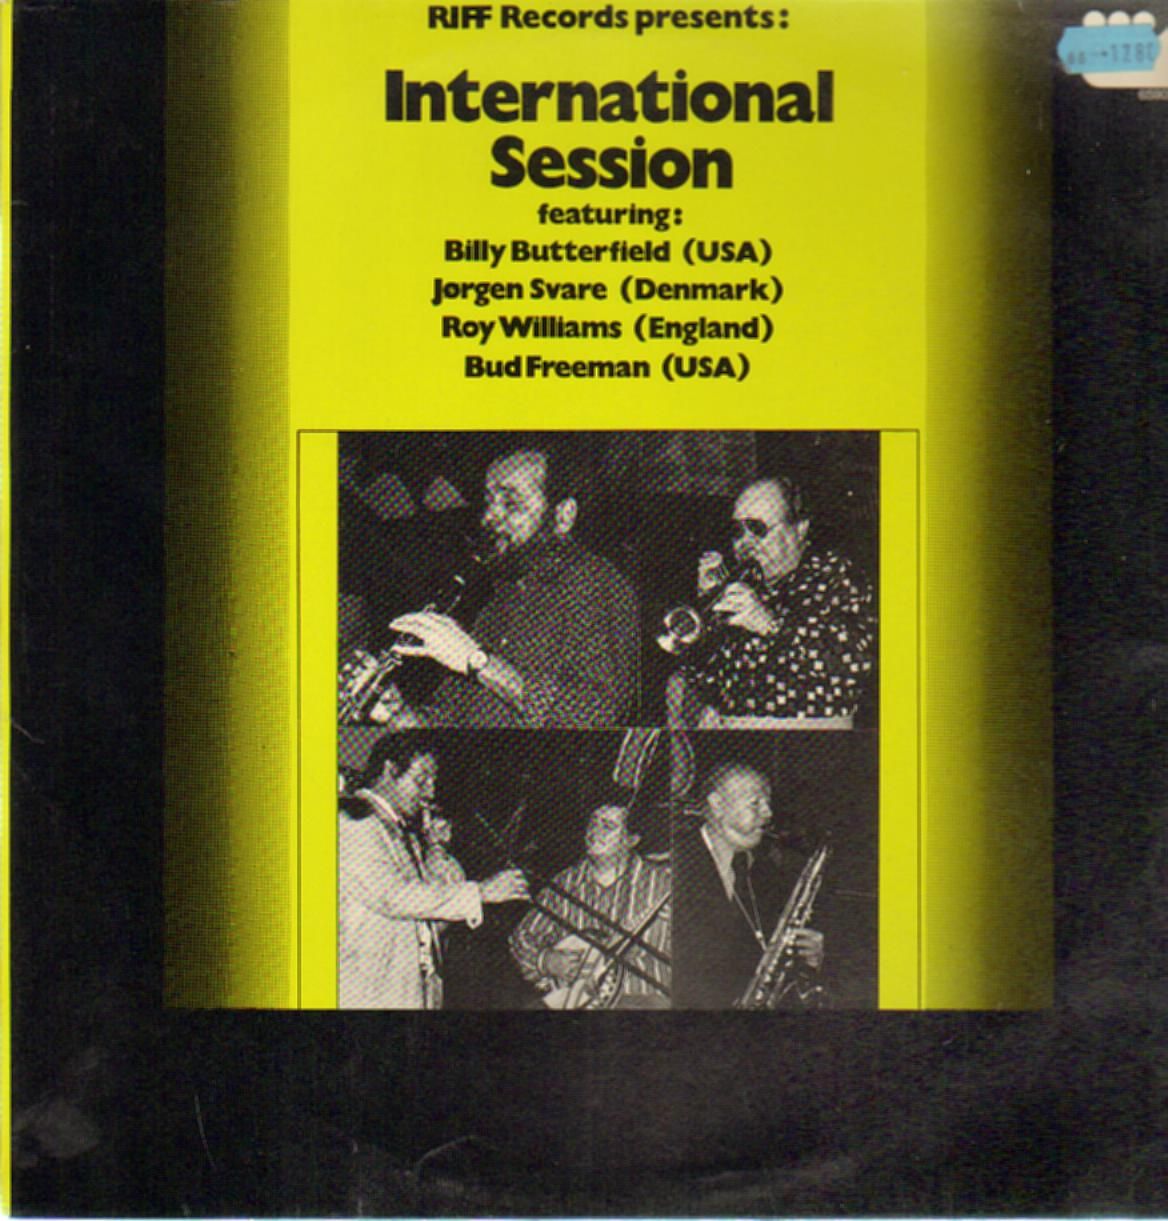 RIFF Records presents:
International
Session
featuring:
Billy Butterfield (USA)
Jørgen Svare (Denmark)
Roy Williams (England)
Bud Freeman (USA)